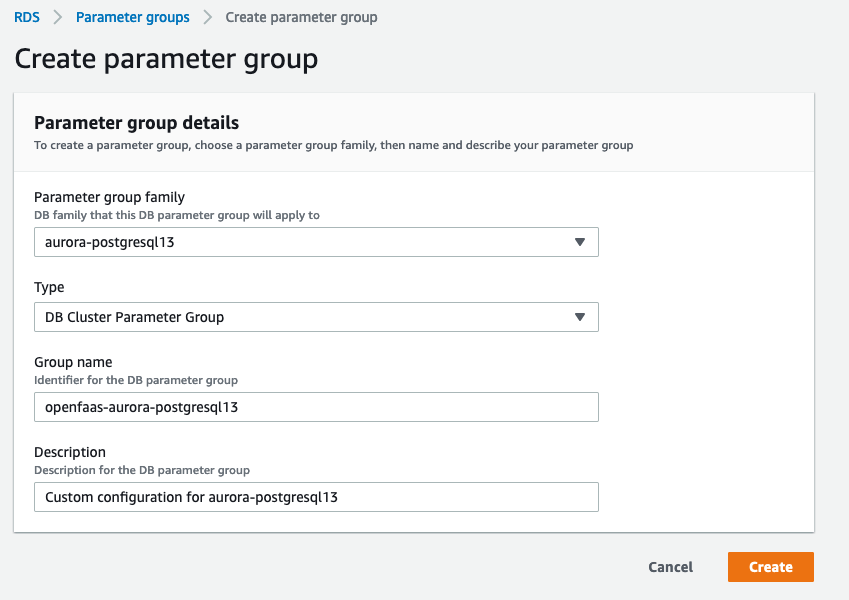 RDS > Parameter groups > Create parameter group
Create parameter group
Parameter group details
To create a parameter group, choose a parameter group family, then name and describe your parameter group
Parameter group family
DB family that this DB parameter group will apply to
aurora-postgresql13
Type
DB Cluster Parameter Group
Group name
Identifier for the DB parameter group
openfaas-aurora-postgresql13
Description
Description for the DB parameter group
Custom configuration for aurora-postgresql13
Cancel Create